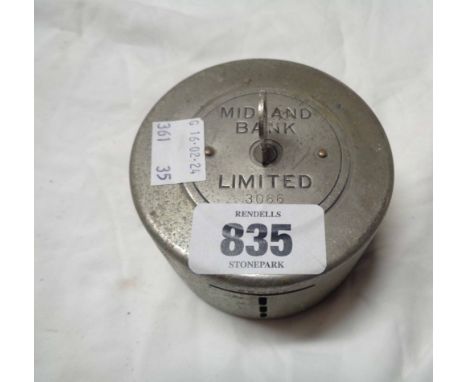 MIDLAND
BANK
LIMITED
3066
G 16-02-24
361 35
RENDELLS
835
STONEPARK